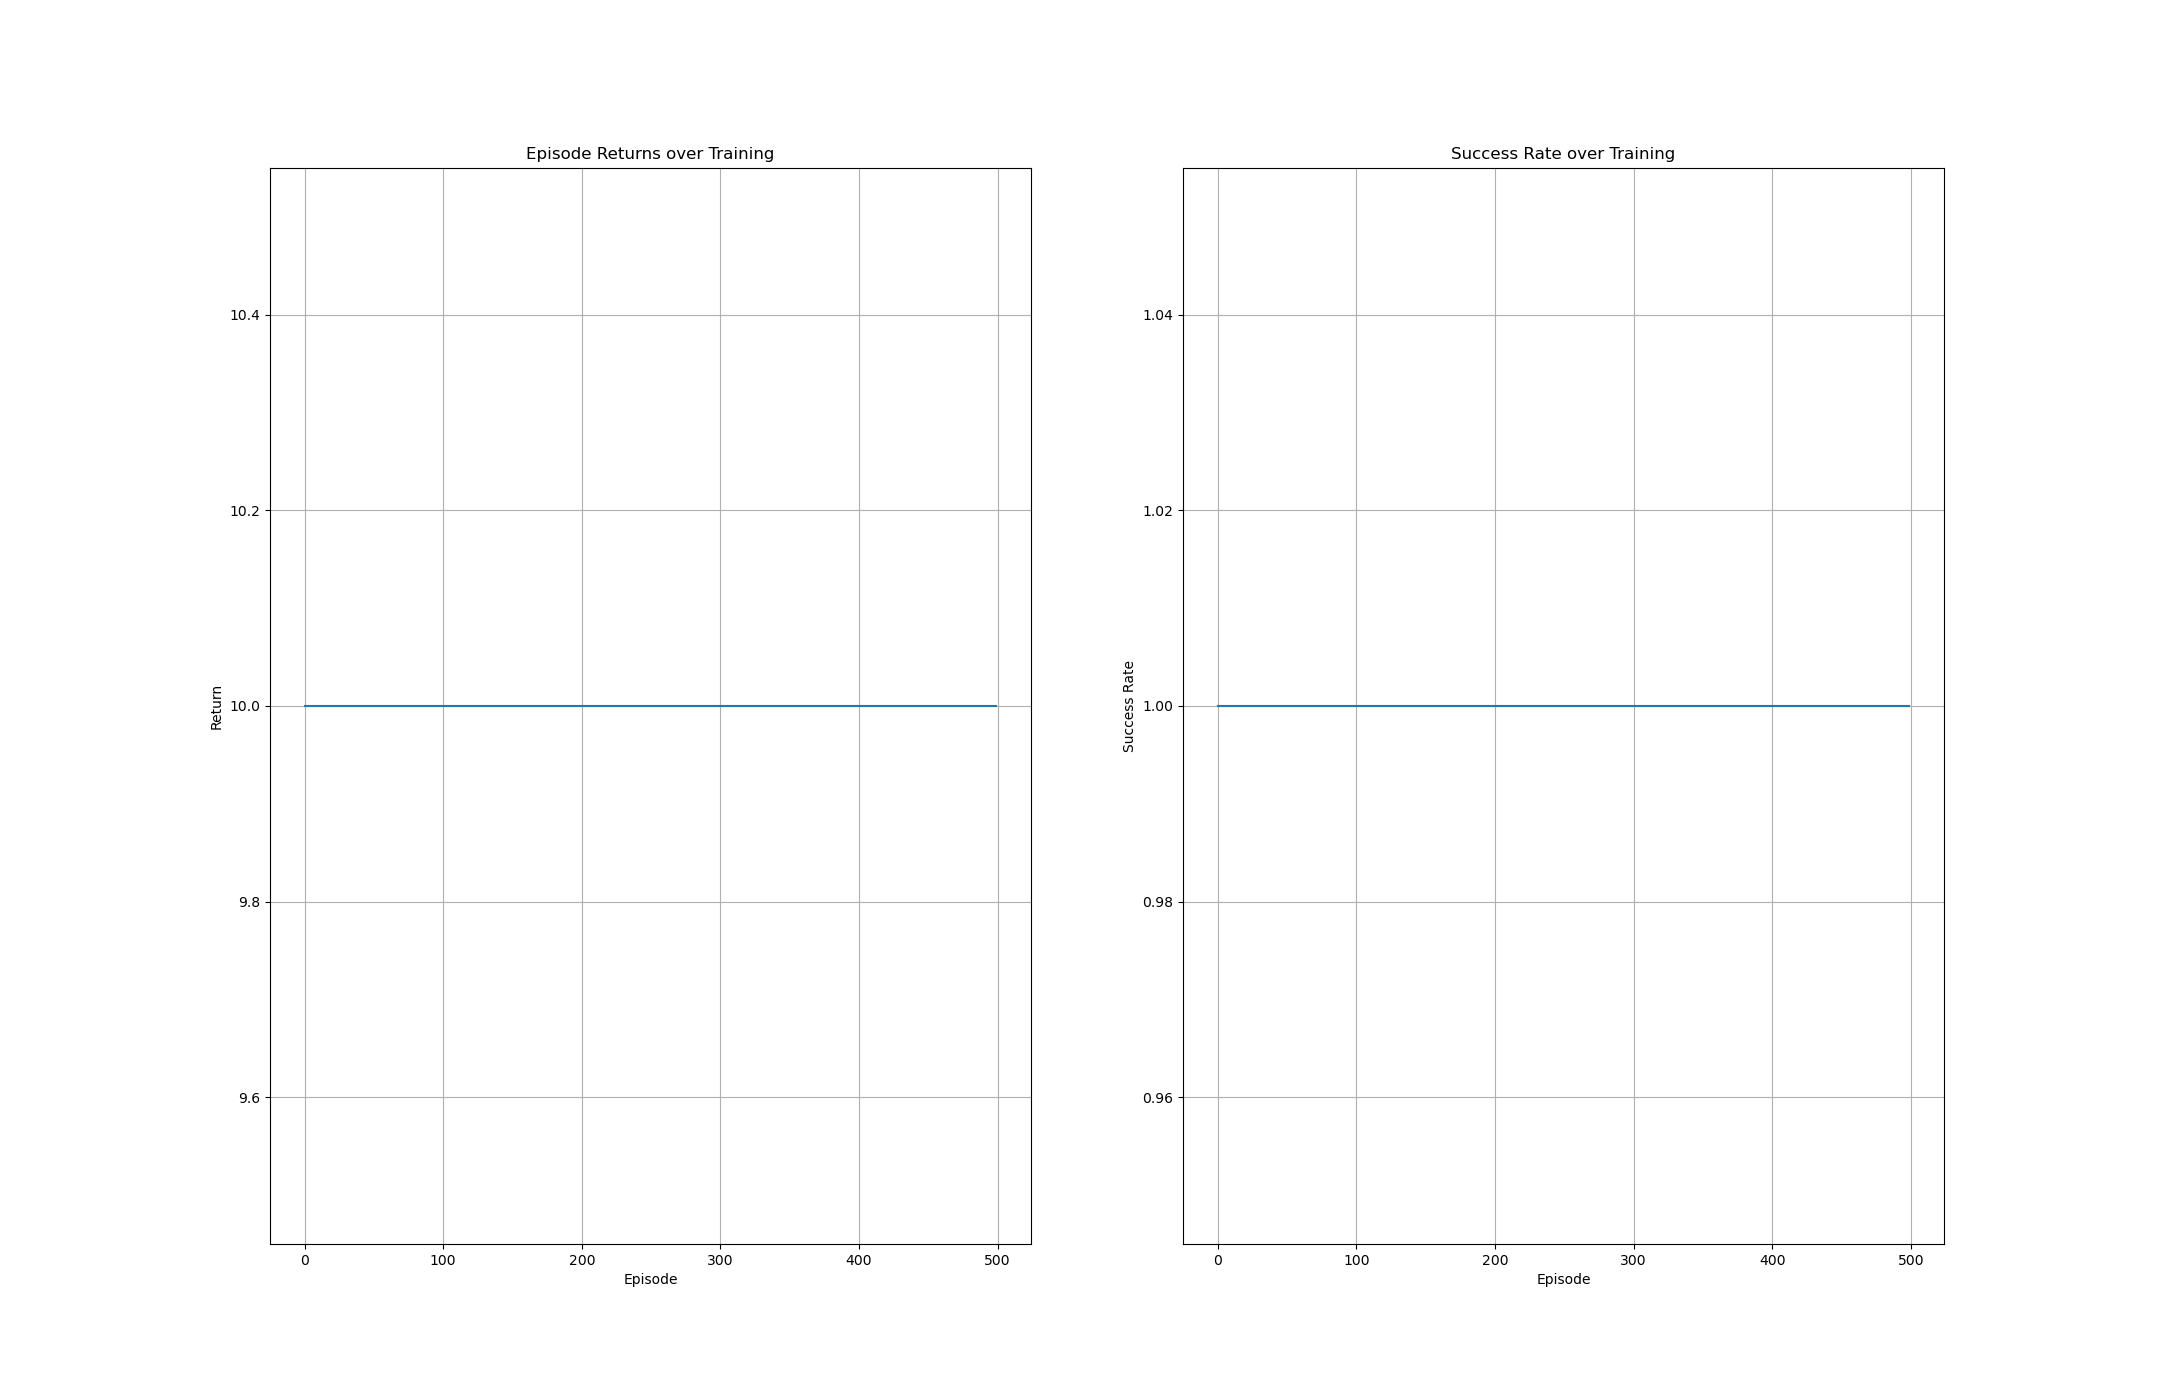 Episode Returns over Training
Return
10.4
10.2
10.0
9.8
9.6
0 100 200 300 400 500
Episode
Success Rate over Training
Success Rate
1.04
1.02
1.00
0.98
0.96
0 100 200 300 400 500
Episode